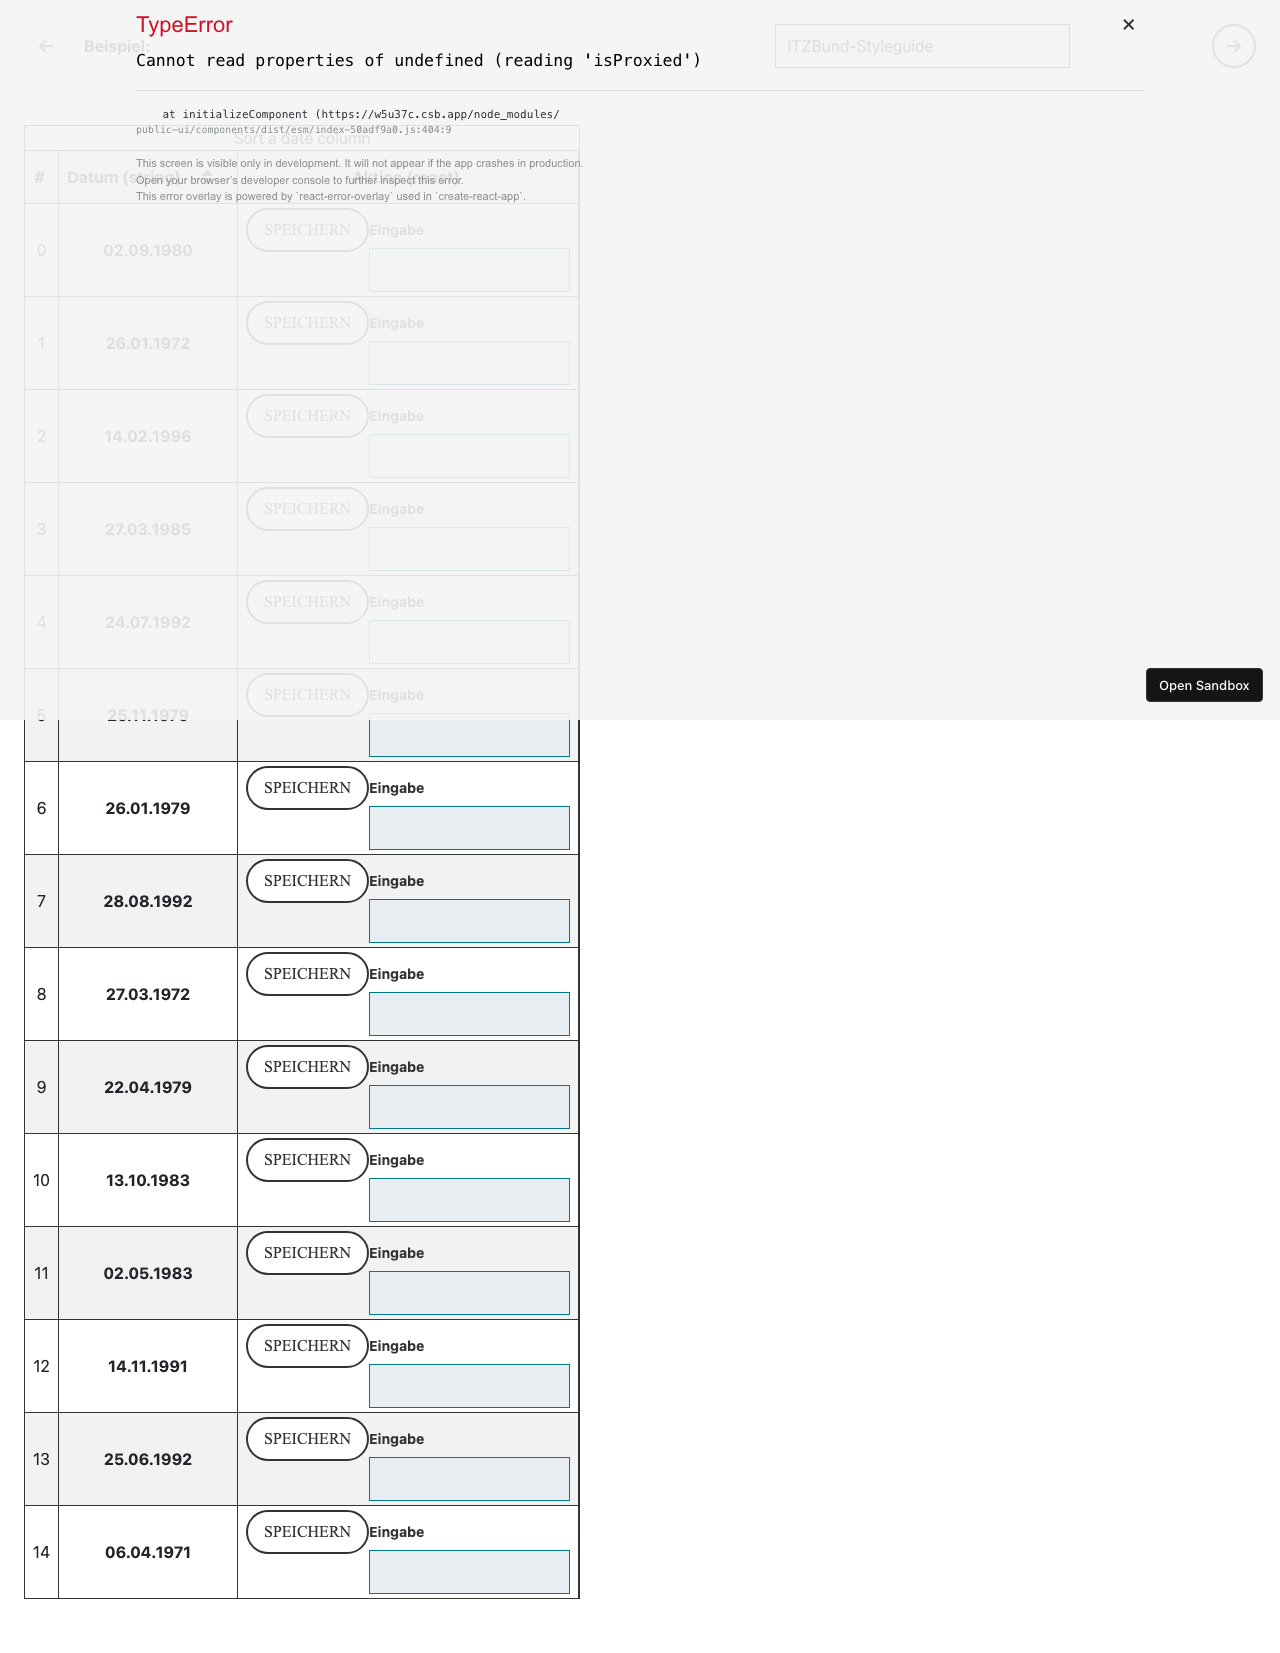 TypeError
Beispiel:
ITZBund-Styleguide
Cannot read properties of undefined (reading 'isProxied')
at initializeComponent (https://w5u37c.csb.app/node_modules/
public-ui/components/dist/esm/index-50adf9a0.js:404:9
Sort a date column
This screen is visible only in development. It will not appear if the app crashes in production.
Open your browser's developer console to further inspect this error.
This error overlay is powered by `react-error-overlay` used in `create-react-app`.
# Datum (string) Aktion (react)
0 02.09.1980 SPEICHERN Eingabe
1 26.01.1972 SPEICHERN Eingabe
2 14.02.1996 SPEICHERN Eingabe
3 27.03.1985 SPEICHERN Eingabe
4 24.07.1992 SPEICHERN Eingabe
5 25.11.1979 SPEICHERN Eingabe
Open Sandbox
6 26.01.1979 SPEICHERN Eingabe
7 28.08.1992 SPEICHERN Eingabe
8 27.03.1972 SPEICHERN Eingabe
9 22.04.1979 SPEICHERN Eingabe
10 13.10.1983 SPEICHERN Eingabe
11 02.05.1983 SPEICHERN Eingabe
12 14.11.1991 SPEICHERN Eingabe
13 25.06.1992 SPEICHERN Eingabe
14 06.04.1971 SPEICHERN Eingabe